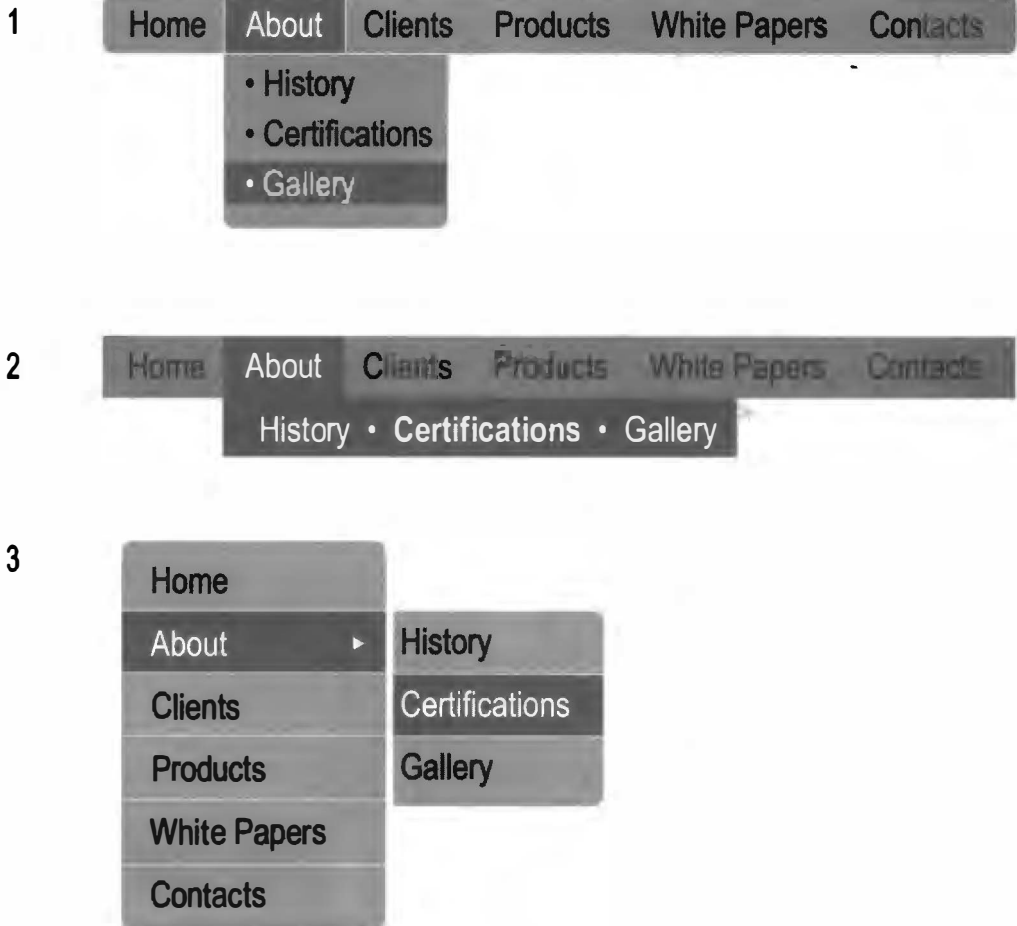 1
Home About Clients Products White Papers Contacts
• History
• Certifications
• Gallery
2
Home About Clients Products White Papers Contacts
History • Certifications • Gallery
3
Home
About ▸ History
Clients Certifications
Products Gallery
White Papers
Contacts